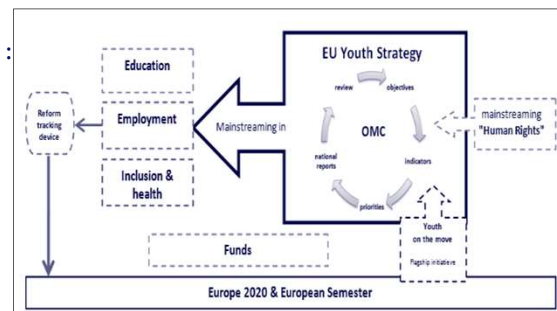 :
EU Youth Strategy
Education
review
objectives
Reform
tracking
device
Employment
Mainstreaming in
OMC
mainstreaming
"Human Rights"
national
reports
indicators
Inclusion &
health
priorities
Youth
on the move
Flagship initiatieve
Funds
Europe 2020 & European Semester